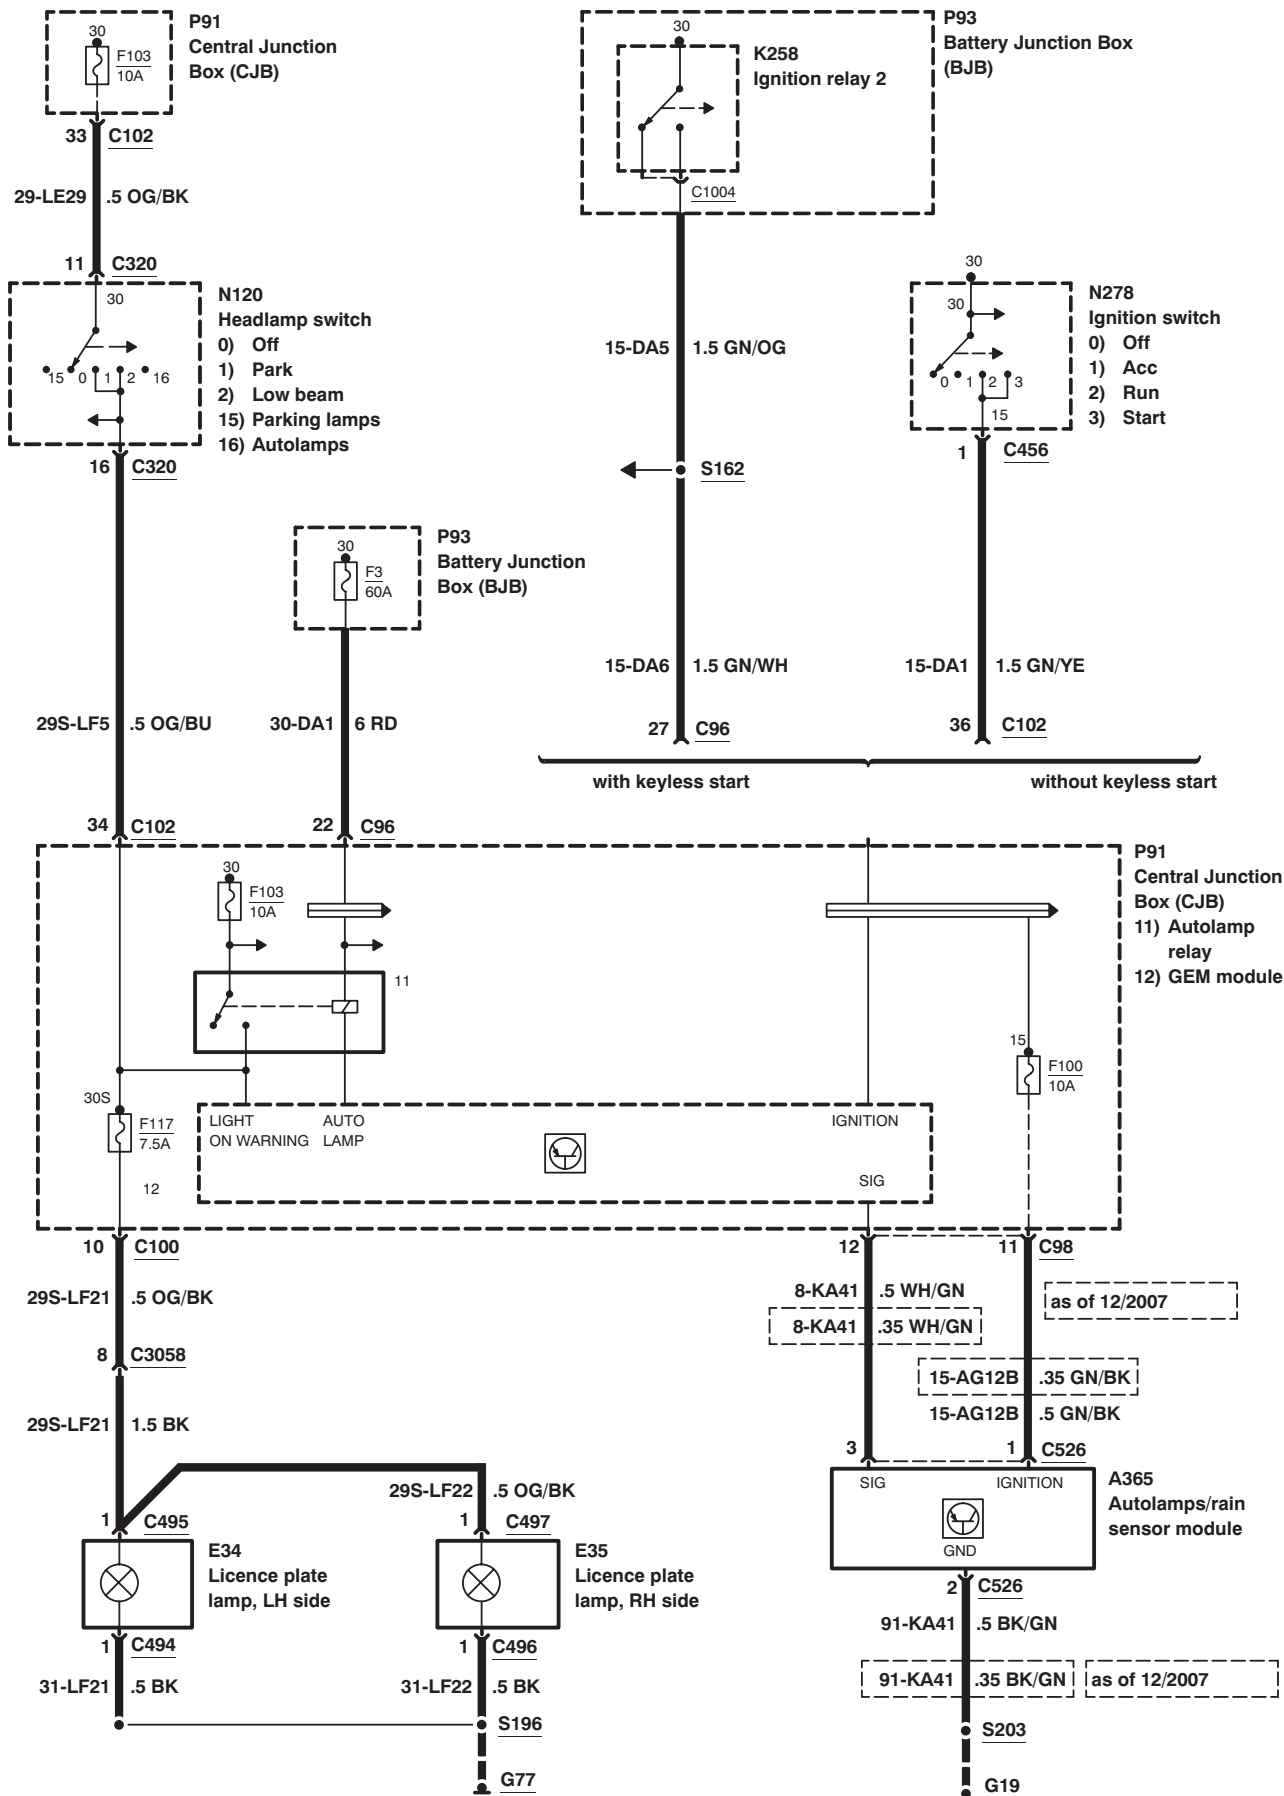 30
F103
10A
P91
Central Junction
Box (CJB)
33 C102
29-LE29 .5 OG/BK
11 C320
30
15 0 1 2 16
N120
Headlamp switch
0) Off
1) Park
2) Low beam
15) Parking lamps
16) Autolamps
16 C320
29S-LF5 .5 OG/BU
34 C102
30
F3
60A
P93
Battery Junction
Box (BJB)
30-DA1 6 RD
22 C96
30
K258
Ignition relay 2
C1004
P93
Battery Junction Box
(BJB)
15-DA5 1.5 GN/OG
S162
15-DA6 1.5 GN/WH
27 C96
with keyless start
30
30
0 1 2 3
15
N278
Ignition switch
0) Off
1) Acc
2) Run
3) Start
1 C456
15-DA1 1.5 GN/YE
36 C102
without keyless start
P91
Central Junction
Box (CJB)
11) Autolamp
relay
12) GEM module
30
F103
10A
11
15
F100
10A
30S
F117
7.5A
12
LIGHT
ON WARNING
AUTO
LAMP
IGNITION
SIG
10 C100
29S-LF21 .5 OG/BK
8 C3058
29S-LF21 1.5 BK
29S-LF22 .5 OG/BK
1 C495
1 C497
E34
Licence plate
lamp, LH side
E35
Licence plate
lamp, RH side
1 C494
1 C496
31-LF21 .5 BK
31-LF22 .5 BK
S196
G77
12
11 C98
8-KA41 .5 WH/GN
8-KA41 .35 WH/GN
as of 12/2007
15-AG12B .35 GN/BK
15-AG12B .5 GN/BK
3
1 C526
SIG
IGNITION
GND
A365
Autolamps/rain
sensor module
2 C526
91-KA41 .5 BK/GN
91-KA41 .35 BK/GN
as of 12/2007
S203
G19